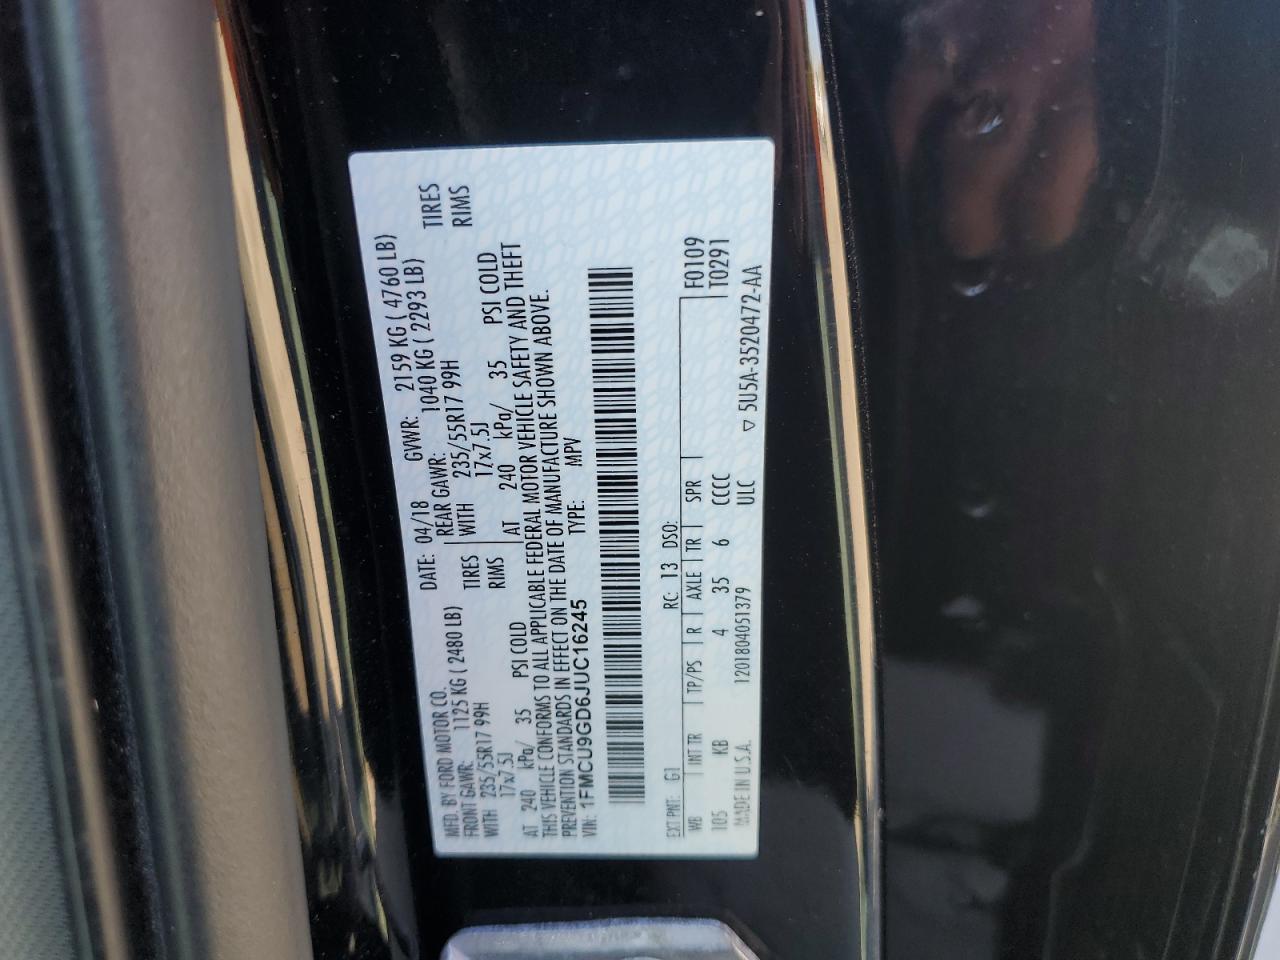 MFD. BY FORD MOTOR CO.
DATE: 04/18 GVWR: 2159 KG ( 4760 LB)
FRONT GAWR: 1125 KG ( 2480 LB) REAR GAWR: 1040 KG ( 2293 LB)
WITH 235/55R17 99H TIRES WITH 235/55R17 99H TIRES
17x7.5J RIMS 17x7.5J RIMS
AT 240 kPa/ 35 PSI COLD AT 240 kPa/ 35 PSI COLD
THIS VEHICLE CONFORMS TO ALL APPLICABLE FEDERAL MOTOR VEHICLE SAFETY AND THEFT
PREVENTION STANDARDS IN EFFECT ON THE DATE OF MANUFACTURE SHOWN ABOVE.
VIN: 1FMCU9GD6JUC16245 TYPE: MPV
EXT PNT: G1 RC: 13 DSO: F0109
WB INT TR TP/PS R AXLE TR SPR T0291
105 KB 4 35 6 CCCC
MADE IN U.S.A. 1201804051379 ULC ▽ 5U5A-3520472-AA